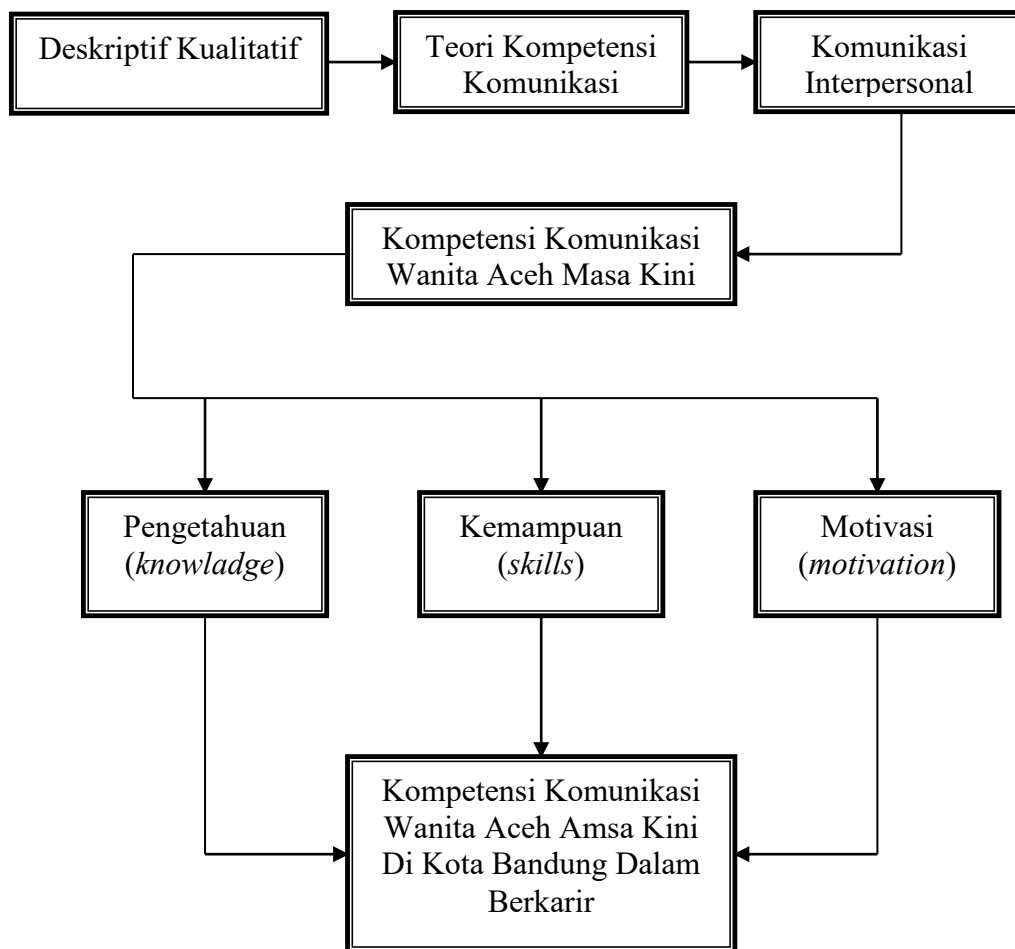 Deskriptif Kualitatif
Teori Kompetensi
Komunikasi
Komunikasi
Interpersonal
Kompetensi Komunikasi
Wanita Aceh Masa Kini
Pengetahuan
(knowladge)
Kemampuan
(skills)
Motivasi
(motivation)
Kompetensi Komunikasi
Wanita Aceh Amsa Kini
Di Kota Bandung Dalam
Berkarir